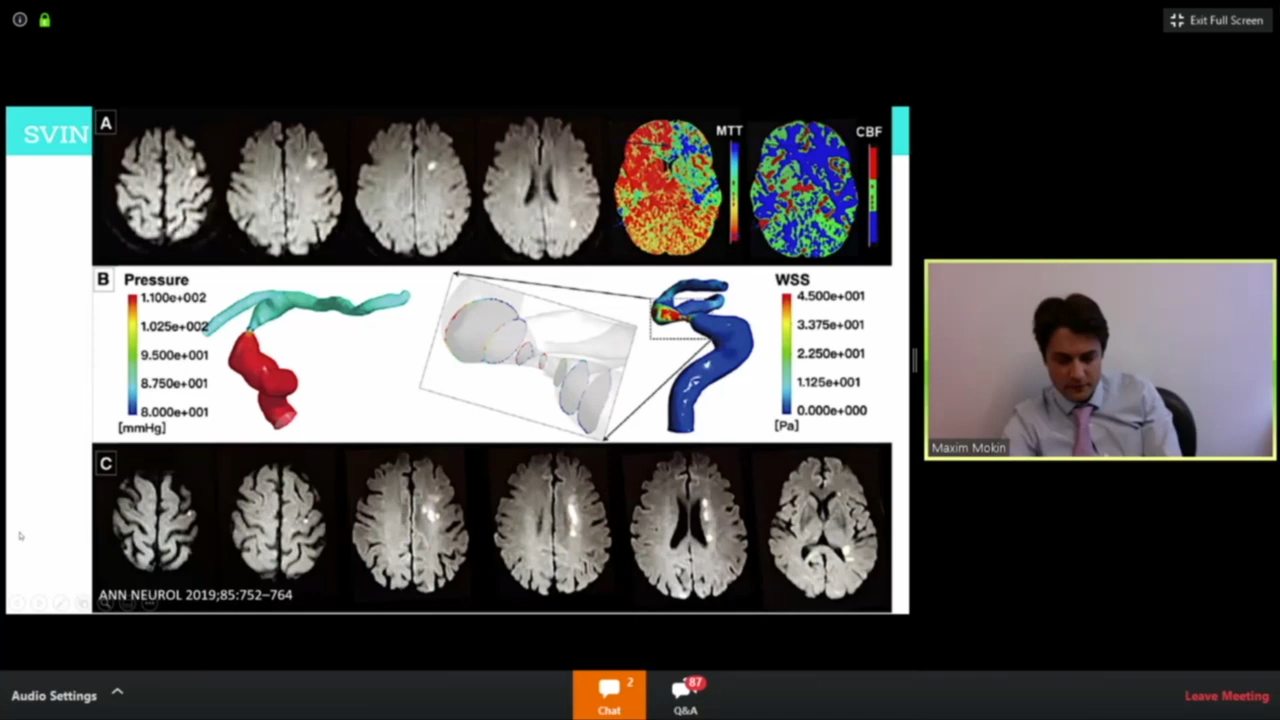 Exit Full Screen
SVIN
A
MTT
CBF
B
Pressure
1.100e+002
1.025e+002
9.500e+001
8.750e+001
8.000e+001
[mmHg]
WSS
4.500e+001
3.375e+001
2.250e+001
1.125e+001
0.000e+000
[Pa]
Maxim Mokin
C
ANN NEUROL 2019;85:752–764
Audio Settings
2
Chat
87
Q&A
Leave Meeting